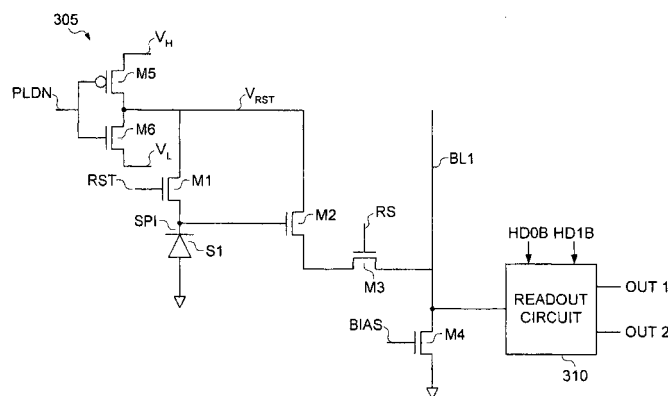 305
V_H
M5
PLDN
V_RST
M6
V_L
BL1
RST
M1
RS
SPI
M2
HD0B HD1B
S1
M3
OUT 1
READOUT
CIRCUIT
BIAS
M4
OUT 2
310